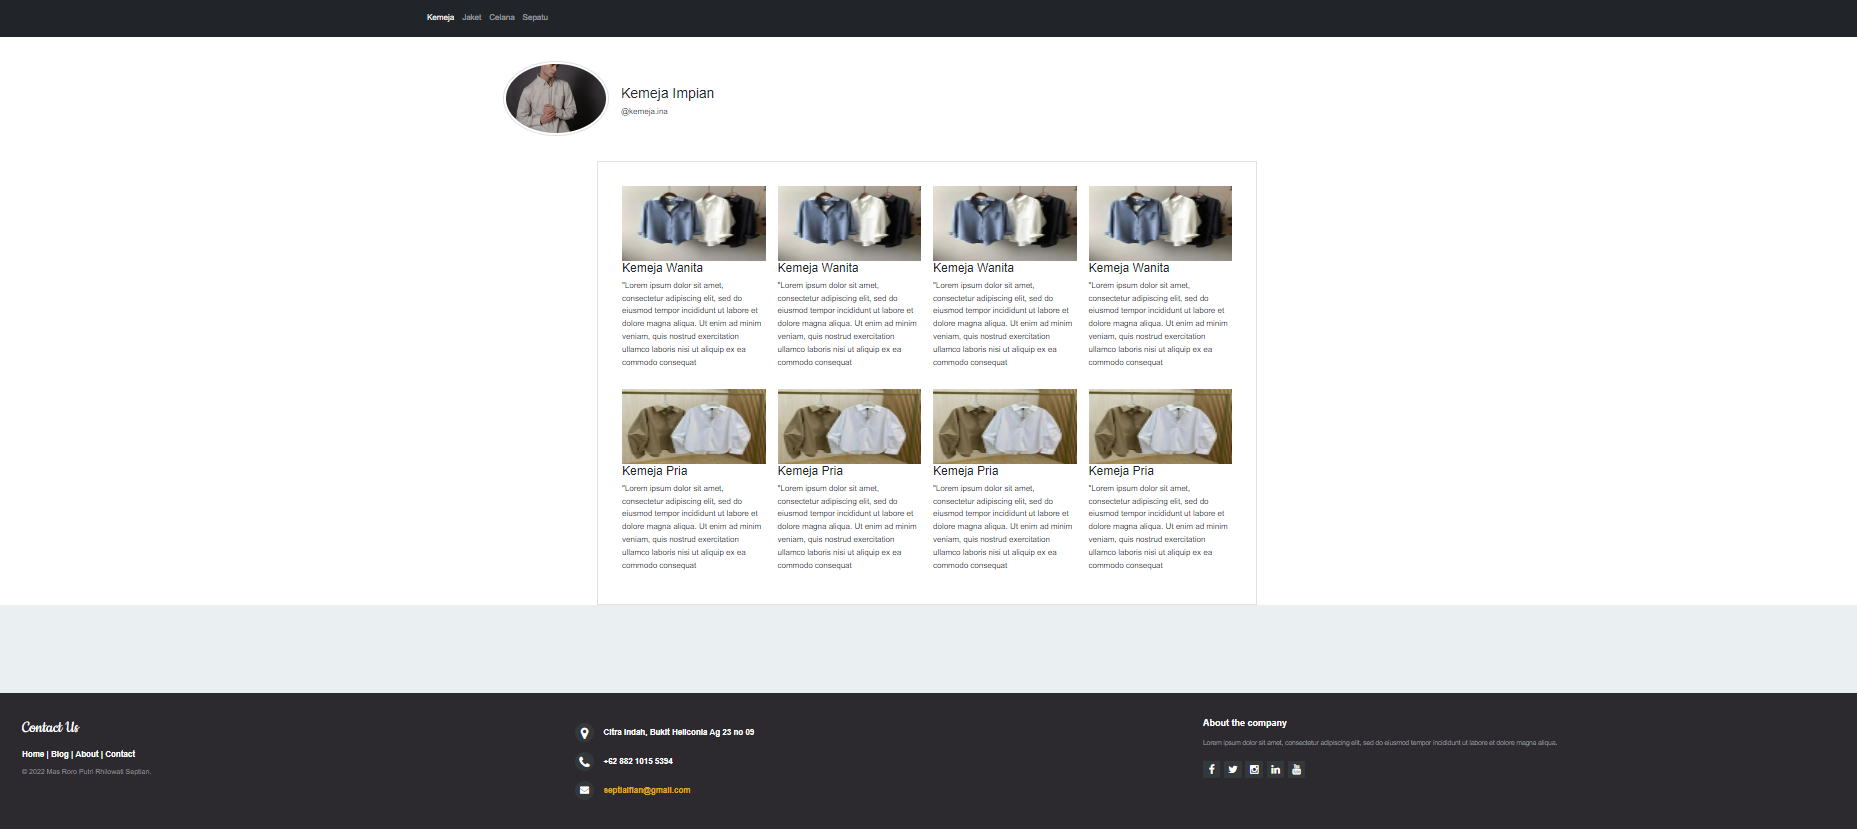 Kemeja Jaket Celana Sepatu
Kemeja Impian
@kemeja.ina
Kemeja Wanita
"Lorem ipsum dolor sit amet,
consectetur adipiscing elit, sed do
eiusmod tempor incididunt ut labore et
dolore magna aliqua. Ut enim ad minim
veniam, quis nostrud exercitation
ullamco laboris nisi ut aliquip ex ea
commodo consequat
Kemeja Wanita
"Lorem ipsum dolor sit amet,
consectetur adipiscing elit, sed do
eiusmod tempor incididunt ut labore et
dolore magna aliqua. Ut enim ad minim
veniam, quis nostrud exercitation
ullamco laboris nisi ut aliquip ex ea
commodo consequat
Kemeja Wanita
"Lorem ipsum dolor sit amet,
consectetur adipiscing elit, sed do
eiusmod tempor incididunt ut labore et
dolore magna aliqua. Ut enim ad minim
veniam, quis nostrud exercitation
ullamco laboris nisi ut aliquip ex ea
commodo consequat
Kemeja Wanita
"Lorem ipsum dolor sit amet,
consectetur adipiscing elit, sed do
eiusmod tempor incididunt ut labore et
dolore magna aliqua. Ut enim ad minim
veniam, quis nostrud exercitation
ullamco laboris nisi ut aliquip ex ea
commodo consequat
Kemeja Pria
"Lorem ipsum dolor sit amet,
consectetur adipiscing elit, sed do
eiusmod tempor incididunt ut labore et
dolore magna aliqua. Ut enim ad minim
veniam, quis nostrud exercitation
ullamco laboris nisi ut aliquip ex ea
commodo consequat
Kemeja Pria
"Lorem ipsum dolor sit amet,
consectetur adipiscing elit, sed do
eiusmod tempor incididunt ut labore et
dolore magna aliqua. Ut enim ad minim
veniam, quis nostrud exercitation
ullamco laboris nisi ut aliquip ex ea
commodo consequat
Kemeja Pria
"Lorem ipsum dolor sit amet,
consectetur adipiscing elit, sed do
eiusmod tempor incididunt ut labore et
dolore magna aliqua. Ut enim ad minim
veniam, quis nostrud exercitation
ullamco laboris nisi ut aliquip ex ea
commodo consequat
Kemeja Pria
"Lorem ipsum dolor sit amet,
consectetur adipiscing elit, sed do
eiusmod tempor incididunt ut labore et
dolore magna aliqua. Ut enim ad minim
veniam, quis nostrud exercitation
ullamco laboris nisi ut aliquip ex ea
commodo consequat
Contact Us
Home | Blog | About | Contact
© 2022 Mas Roro Putri Rhilowati Septian.
Citra Indah, Bukit Heliconia Ag 23 no 09
+62 882 1015 5394
septialfian@gmail.com
About the company
Lorem ipsum dolor sit amet, consectetur adipiscing elit, sed do eiusmod tempor incididunt ut labore et dolore magna aliqua.